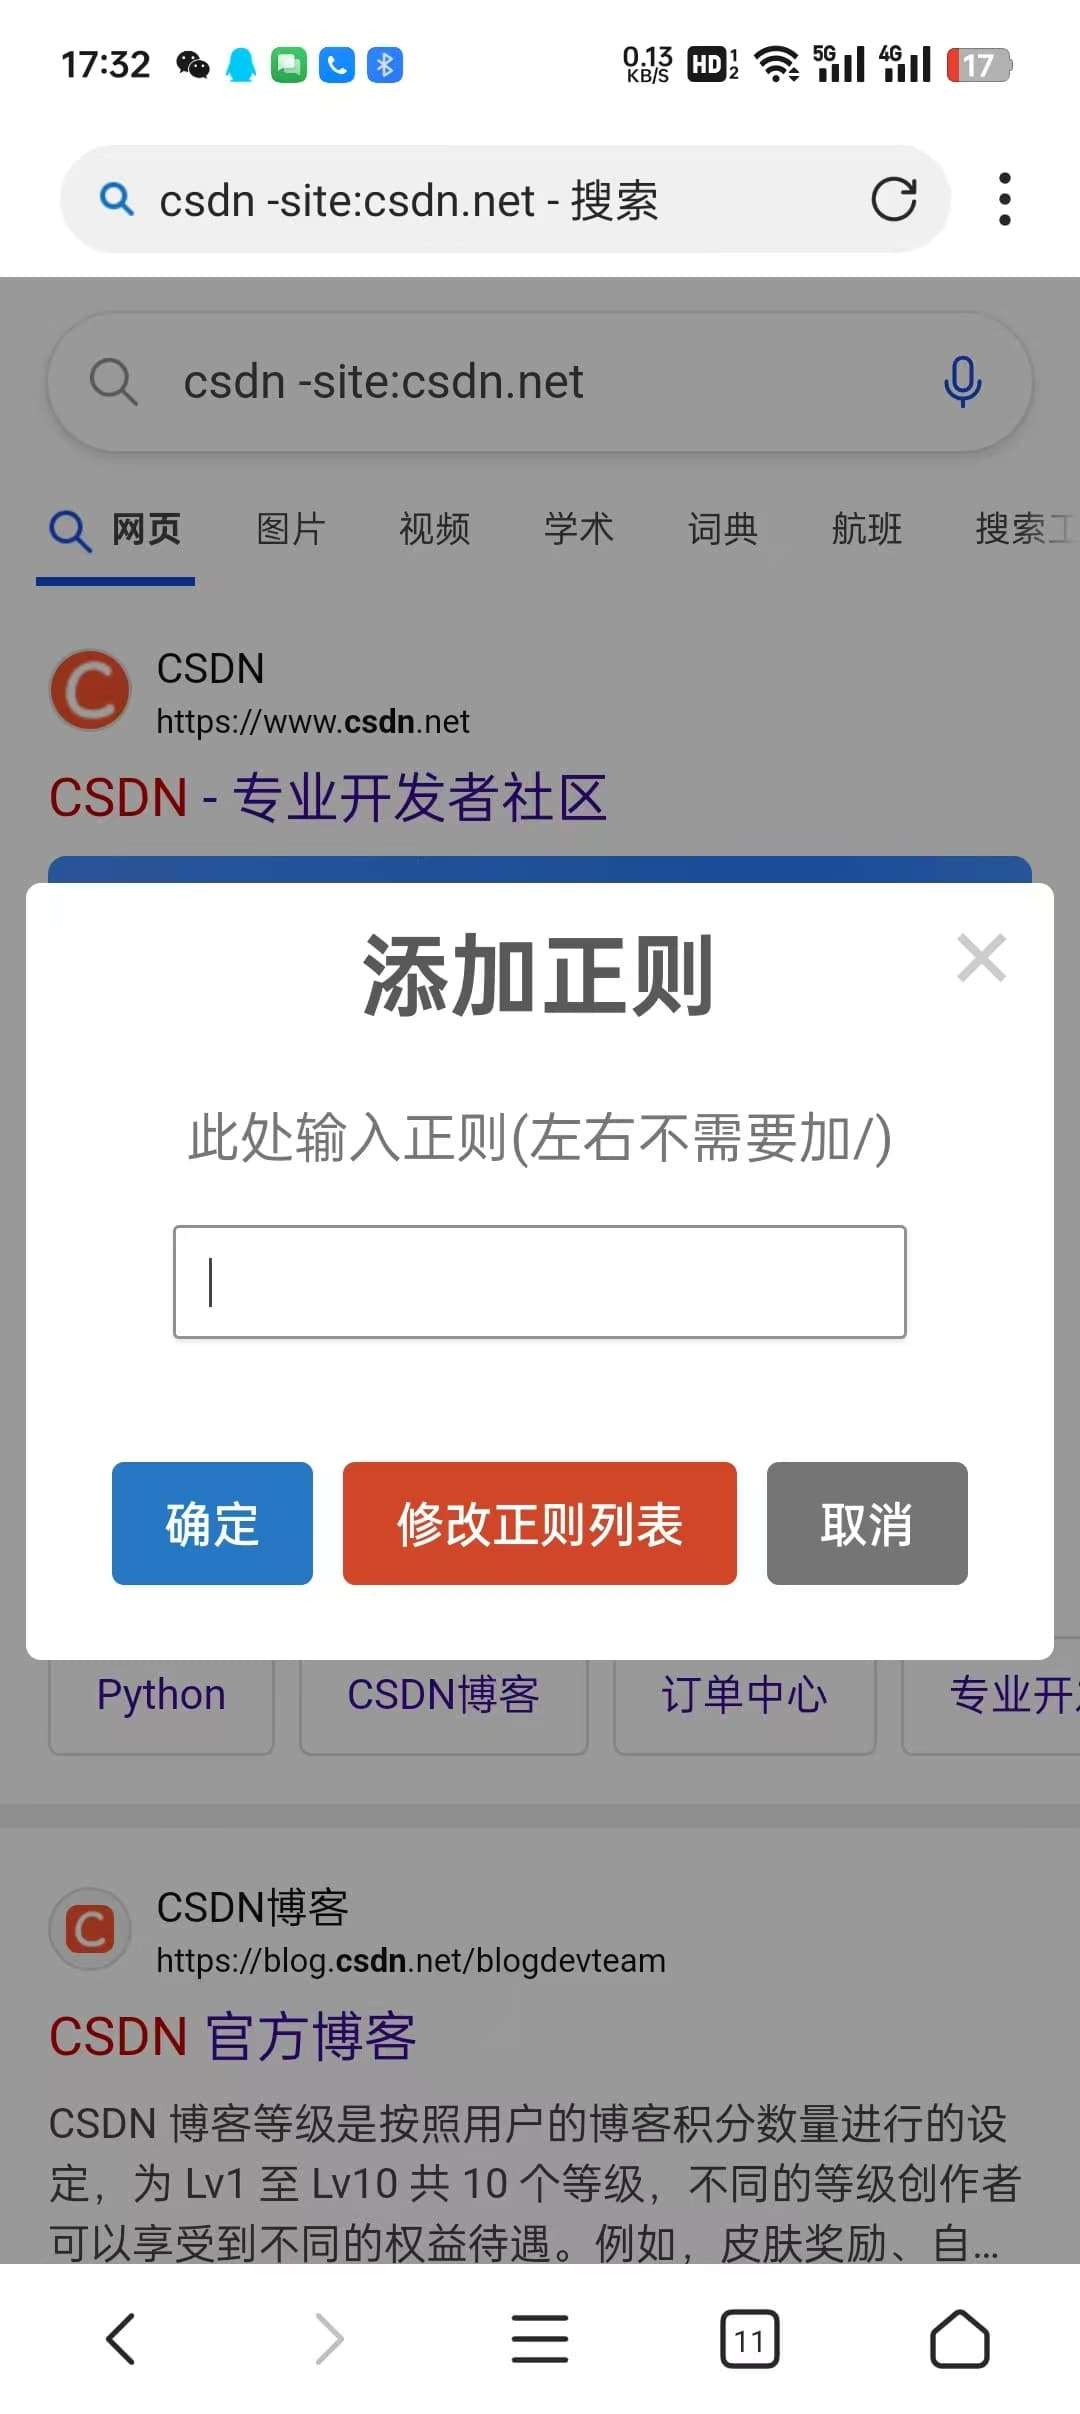 17:32 0.13 KB/S HD 1 2 5G 4G 17
csdn -site:csdn.net - 搜索
csdn -site:csdn.net
网页 图片 视频 学术 词典 航班 搜索工
CSDN
https://www.csdn.net
CSDN - 专业开发者社区
添加正则
此处输入正则(左右不需要加/)
确定 修改正则列表 取消
Python CSDN博客 订单中心 专业开
CSDN博客
https://blog.csdn.net/blogdevteam
CSDN 官方博客
CSDN 博客等级是按照用户的博客积分数量进行的设
定，为 Lv1 至 Lv10 共 10 个等级，不同的等级创作者
可以享受到不同的权益待遇。例如，皮肤奖励、自...
11